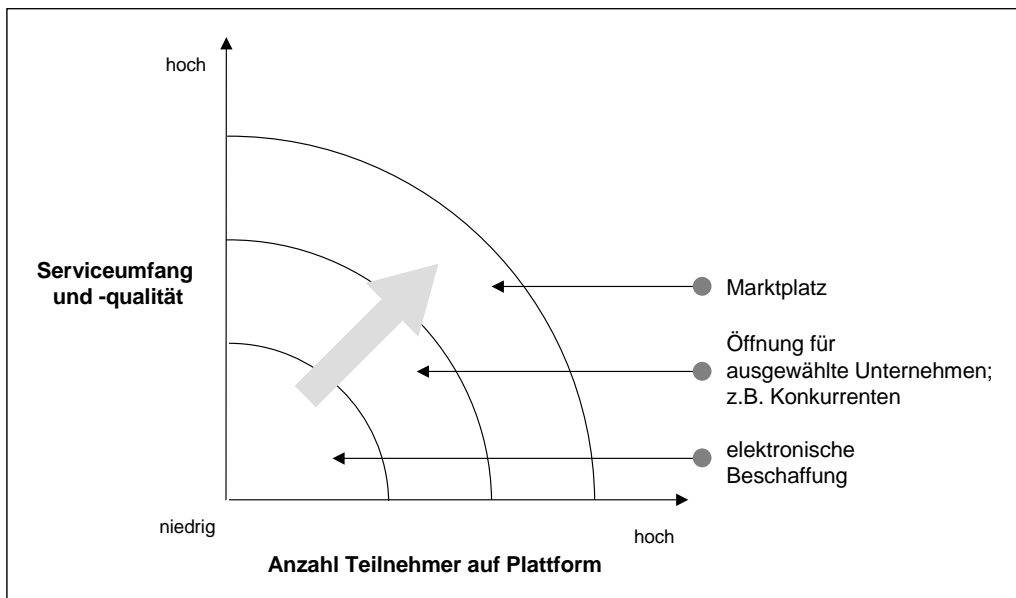 hoch
Serviceumfang
und -qualität
Marktplatz
Öffnung für
ausgewählte Unternehmen;
z.B. Konkurrenten
elektronische
Beschaffung
niedrig
hoch
Anzahl Teilnehmer auf Plattform